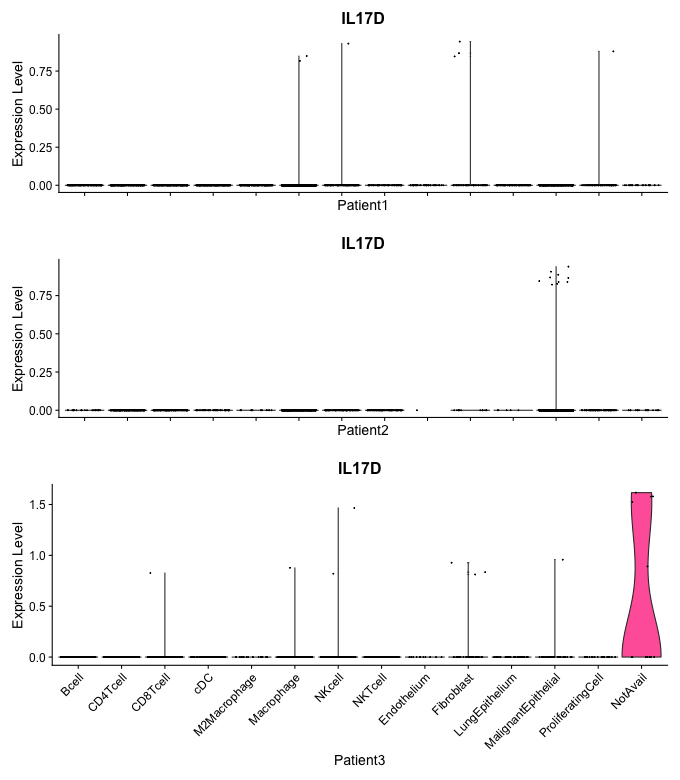 IL17D
Expression Level
0.75
0.50
0.25
0.00
Patient1
IL17D
Expression Level
0.75
0.50
0.25
0.00
Patient2
IL17D
Expression Level
1.5
1.0
0.5
0.0
Bcell
CD4Tcell
CD8Tcell
cDC
M2Macrophage
Macrophage
NKcell
NKTcell
Endothelium
Fibroblast
LungEpithelium
MalignantEpithelial
ProliferatingCell
NotAvail
Patient3